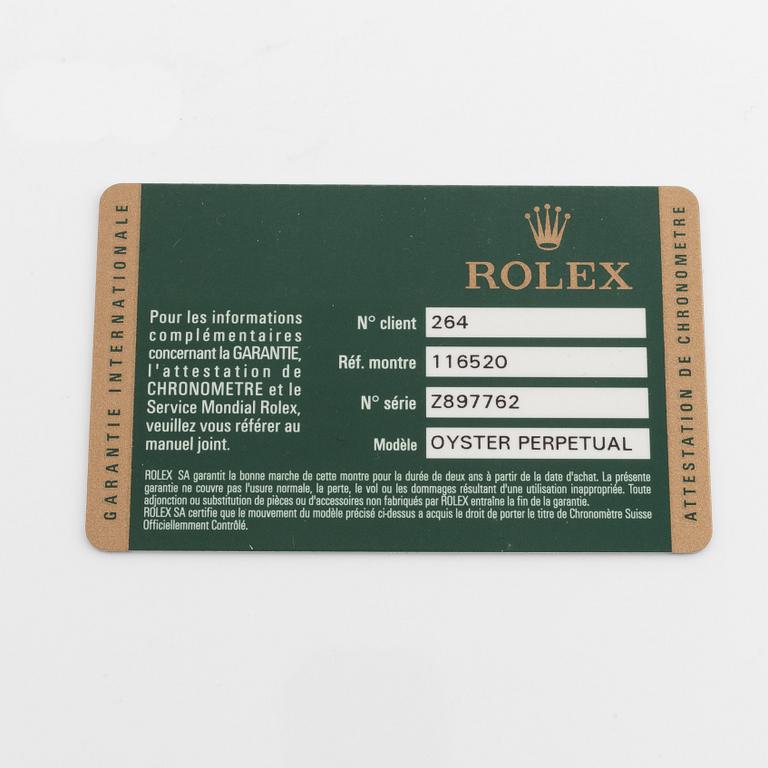 GARANTIE INTERNATIONALE
ROLEX
Pour les informations
complémentaires
concernant la GARANTIE,
l'attestation de
CHRONOMETRE et le
Service Mondial Rolex,
veuillez vous référer au
manuel joint.
N° client 264
Réf. montre 116520
N° série Z897762
Modèle OYSTER PERPETUAL
ROLEX SA garantit la bonne marche de cette montre pour la durée de deux ans à partir de la date d'achat. La présente
garantie ne couvre pas l'usure normale, la perte, le vol ou les dommages résultant d'une utilisation inappropriée. Toute
adjonction ou substitution de pièces ou d'accessoires non fabriqués par ROLEX entraîne la fin de la garantie.
ROLEX SA certifie que le mouvement du modèle précisé ci-dessus a acquis le droit de porter le titre de Chronomètre Suisse
Officiellement Contrôlé.
ATTESTATION DE CHRONOMETRE